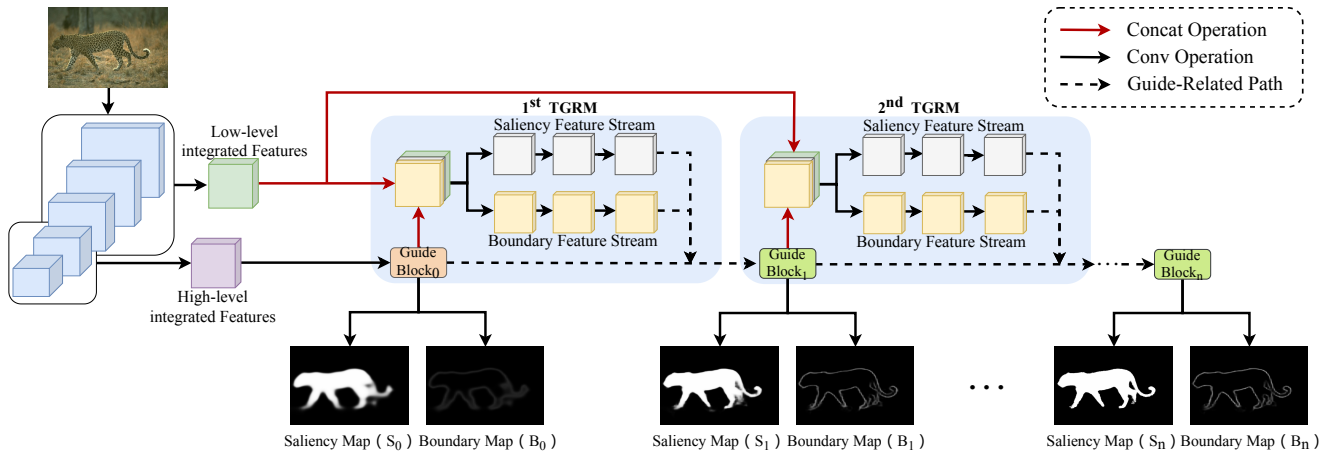 Concat Operation
Conv Operation
Guide-Related Path
Low-level
integrated Features
1st TGRM
Saliency Feature Stream
Boundary Feature Stream
Guide
Block0
2nd TGRM
Saliency Feature Stream
Boundary Feature Stream
Guide
Block1
Guide
Blockn
High-level
integrated Features
...
Saliency Map ( S0 )
Boundary Map ( B0 )
Saliency Map ( S1 )
Boundary Map ( B1 )
Saliency Map ( Sn )
Boundary Map ( Bn )